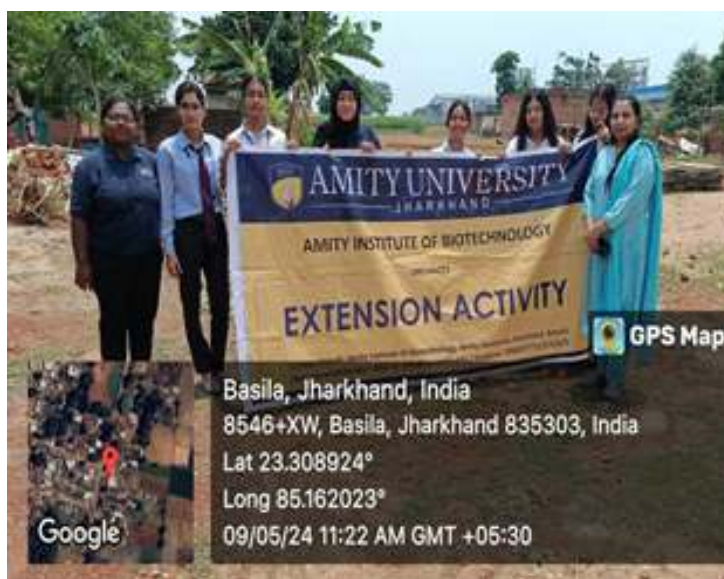 AMITY UNIVERSITY
JHARKHAND
AMITY INSTITUTE OF BIOTECHNOLOGY
EXTENSION ACTIVITY
GPS Map
Basila, Jharkhand, India
8546+XW, Basila, Jharkhand 835303, India
Lat 23.308924°
Long 85.162023°
09/05/24 11:22 AM GMT +05:30
Google